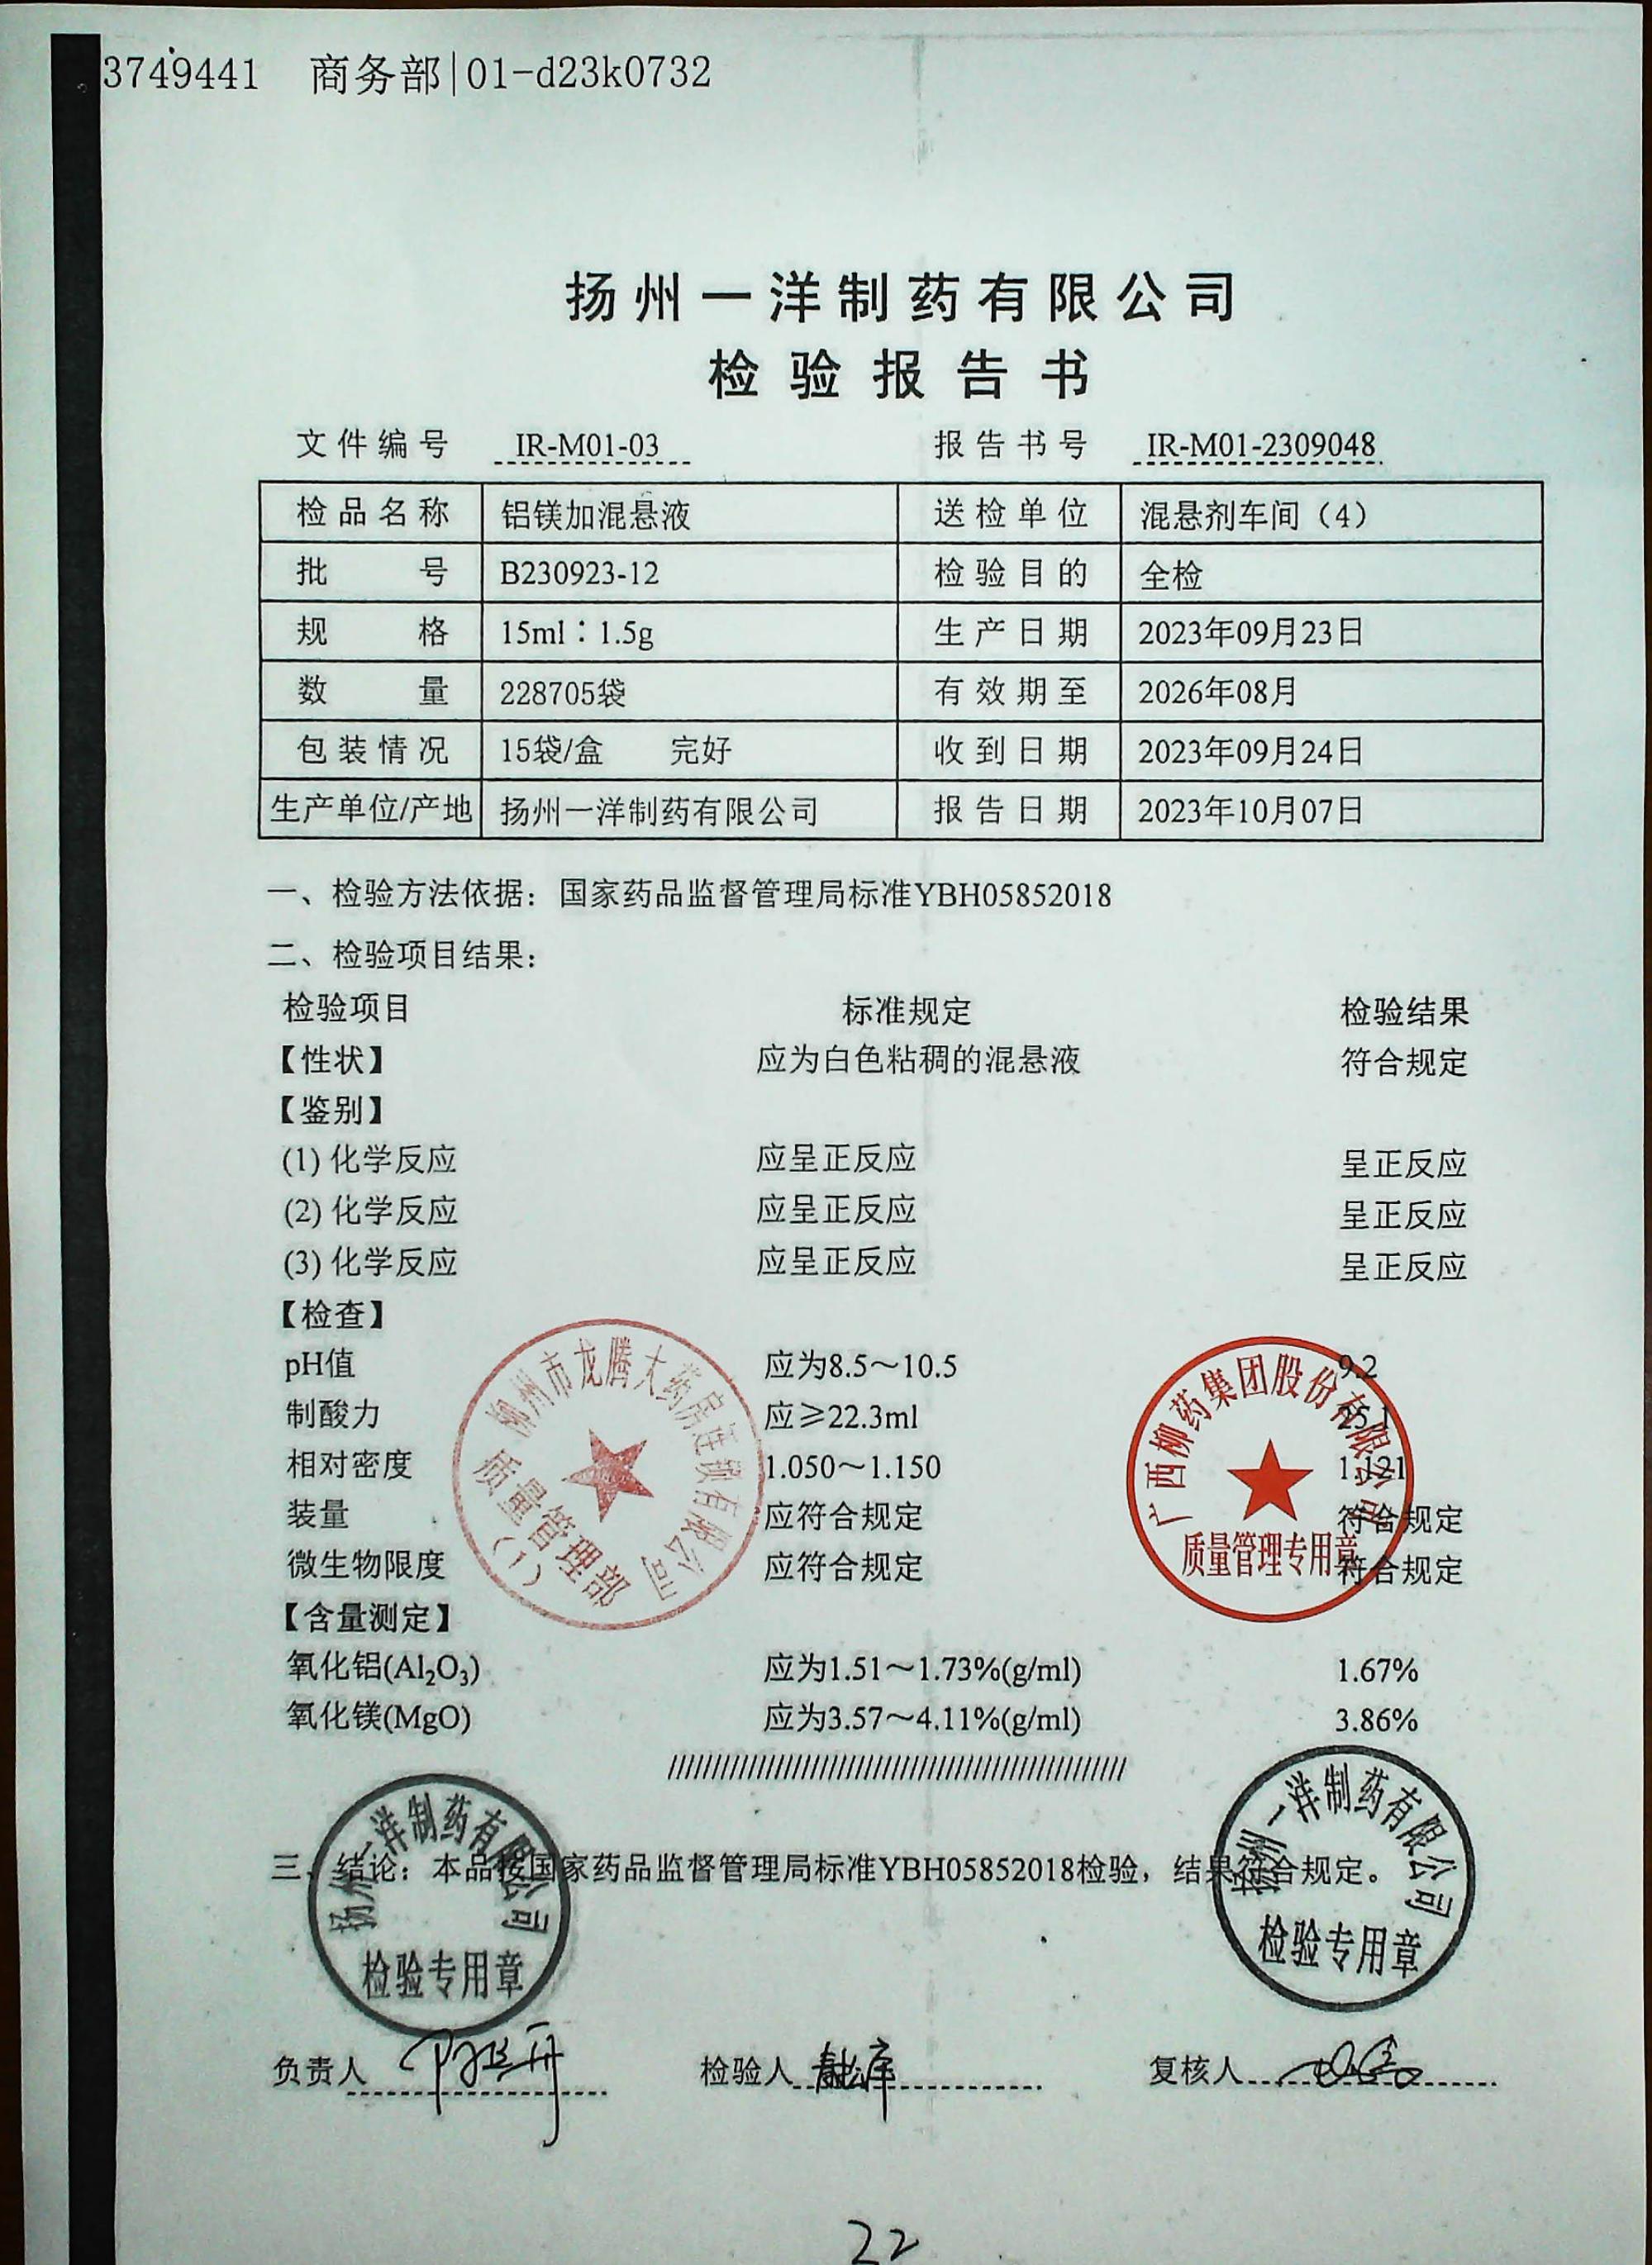 3749441 商务部|01-d23k0732
扬州一洋制药有限公司
检验报告书
文件编号 IR-M01-03 报告书号 IR-M01-2309048
检品名称 铝镁加混悬液 送检单位 混悬剂车间（4）
批号 B230923-12 检验目的 全检
规格 15ml：1.5g 生产日期 2023年09月23日
数量 228705袋 有效期至 2026年08月
包装情况 15袋/盒 完好 收到日期 2023年09月24日
生产单位/产地 扬州一洋制药有限公司 报告日期 2023年10月07日
一、检验方法依据：国家药品监督管理局标准YBH05852018
二、检验项目结果：
检验项目 标准规定 检验结果
【性状】 应为白色粘稠的混悬液 符合规定
【鉴别】
(1) 化学反应 应呈正反应 呈正反应
(2) 化学反应 应呈正反应 呈正反应
(3) 化学反应 应呈正反应 呈正反应
【检查】
pH值 应为8.5～10.5 9.2
制酸力 应≥22.3ml 25.1
相对密度 1.050～1.150 1.121
装量 应符合规定 符合规定
微生物限度 应符合规定 符合规定
柳州市龙腾大药房连锁有限公司
质量管理部
（1）
广西柳药集团股份有限公司
质量管理专用章
【含量测定】
氧化铝(Al₂O₃) 应为1.51～1.73%(g/ml) 1.67%
氧化镁(MgO) 应为3.57～4.11%(g/ml) 3.86%
三、结论：本品按国家药品监督管理局标准YBH05852018检验，结果符合规定。
扬州一洋制药有限公司
检验专用章
扬州一洋制药有限公司
检验专用章
负责人 检验人 复核人
22